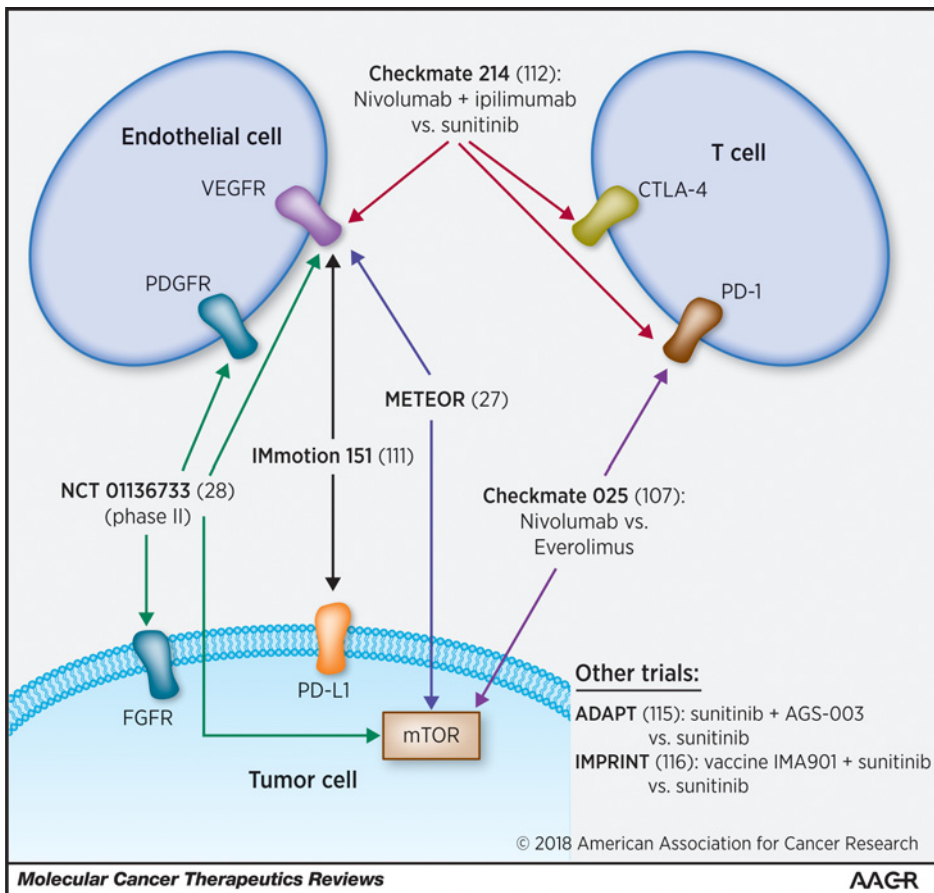 Checkmate 214 (112):
Nivolumab + ipilimumab
vs. sunitinib
Endothelial cell
VEGFR
PDGFR
T cell
CTLA-4
PD-1
METEOR (27)
IMmotion 151 (111)
NCT 01136733 (28)
(phase II)
Checkmate 025 (107):
Nivolumab vs.
Everolimus
FGFR
PD-L1
mTOR
Tumor cell
Other trials:
ADAPT (115): sunitinib + AGS-003
vs. sunitinib
IMPRINT (116): vaccine IMA901 + sunitinib
vs. sunitinib
© 2018 American Association for Cancer Research
Molecular Cancer Therapeutics Reviews
AACR